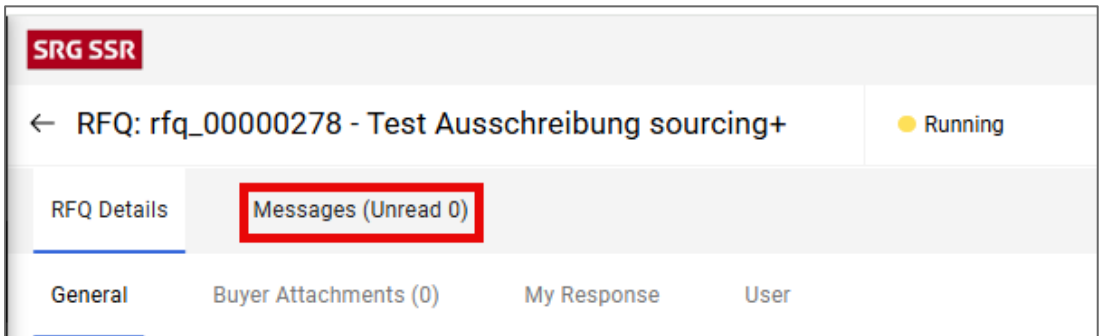 SRG SSR
← RFQ: rfq_00000278 - Test Ausschreibung sourcing+ Running
RFQ Details Messages (Unread 0)
General Buyer Attachments (0) My Response User